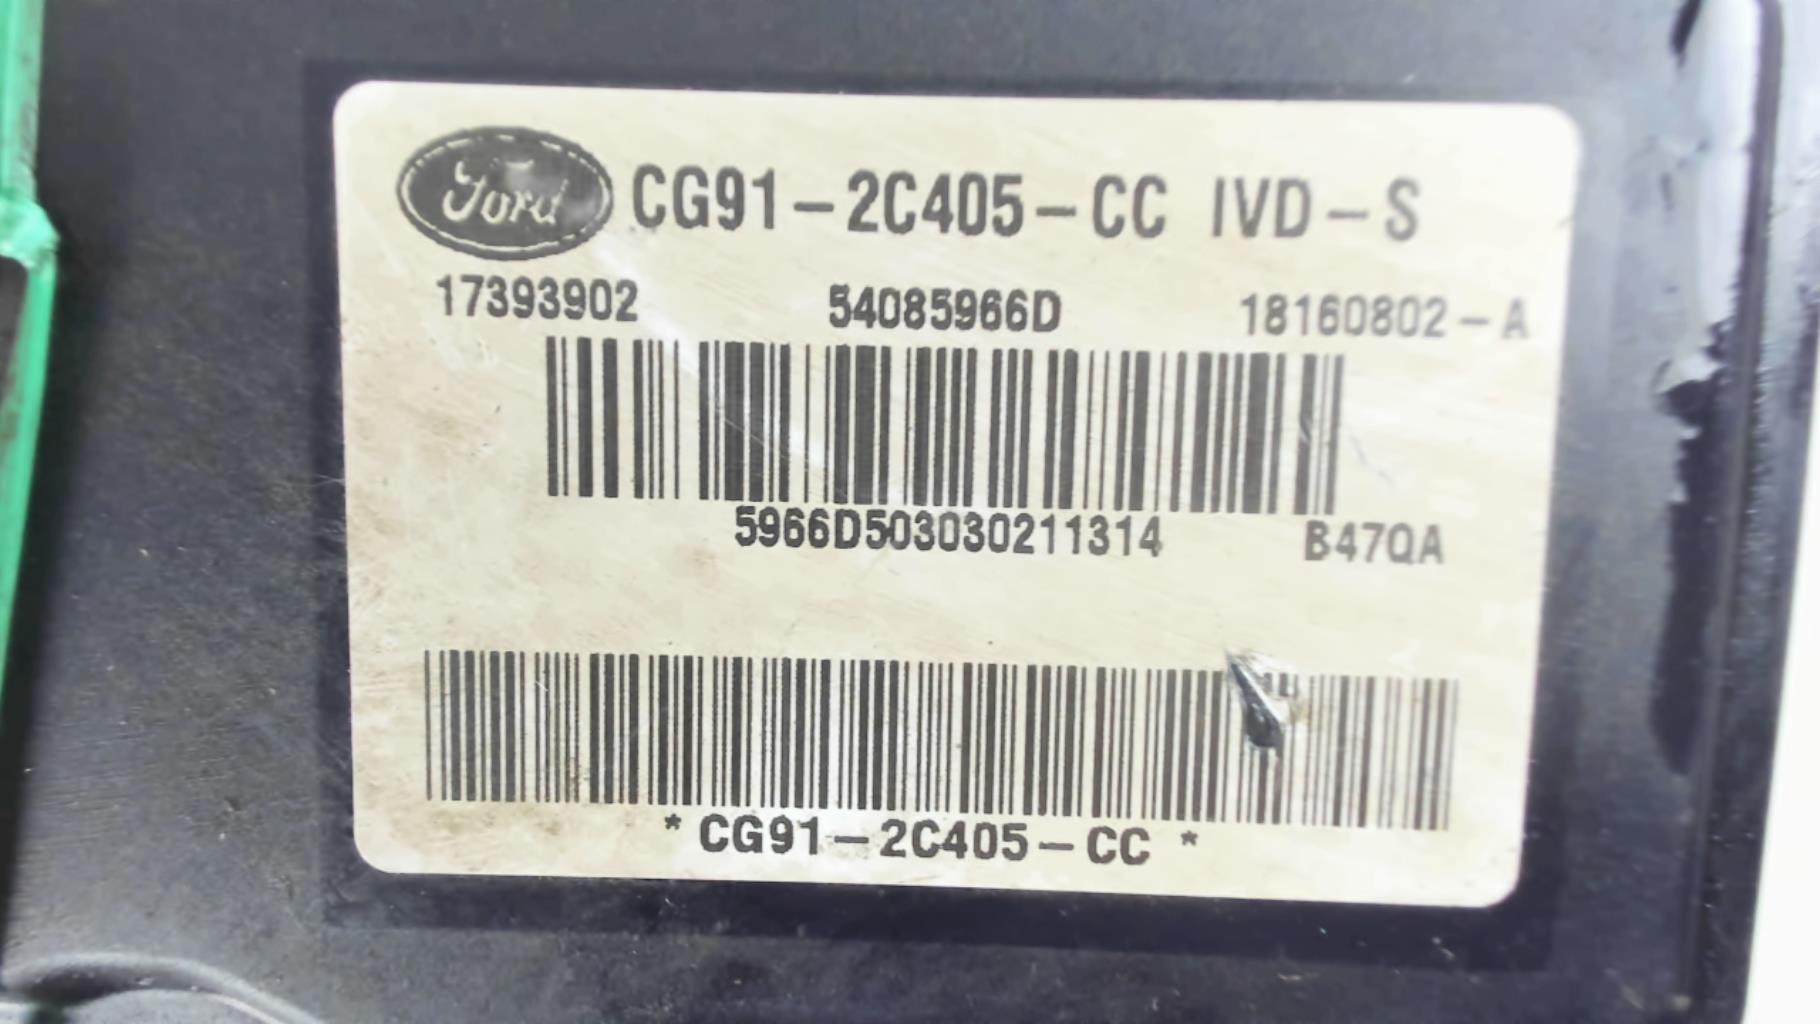 Ford CG91-2C405-CC IVD-S
17393902 54085966D 18160802-A
5966D503030211314 B47QA
* CG91-2C405-CC *